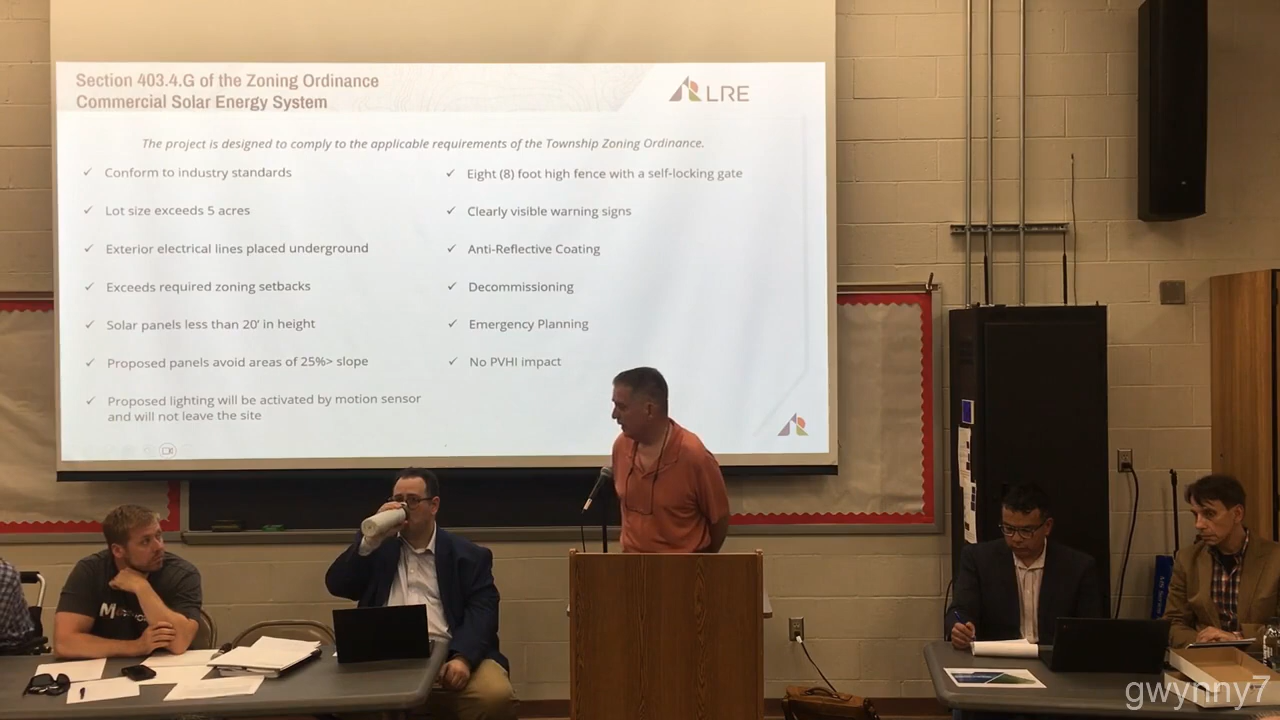 Section 403.4.G of the Zoning Ordinance
Commercial Solar Energy System
LRE
The project is designed to comply to the applicable requirements of the Township Zoning Ordinance.
✓ Conform to industry standards
✓ Lot size exceeds 5 acres
✓ Exterior electrical lines placed underground
✓ Exceeds required zoning setbacks
✓ Solar panels less than 20' in height
✓ Proposed panels avoid areas of 25%> slope
✓ Proposed lighting will be activated by motion sensor
and will not leave the site
✓ Eight (8) foot high fence with a self-locking gate
✓ Clearly visible warning signs
✓ Anti-Reflective Coating
✓ Decommissioning
✓ Emergency Planning
✓ No PVHI impact
gwynny7